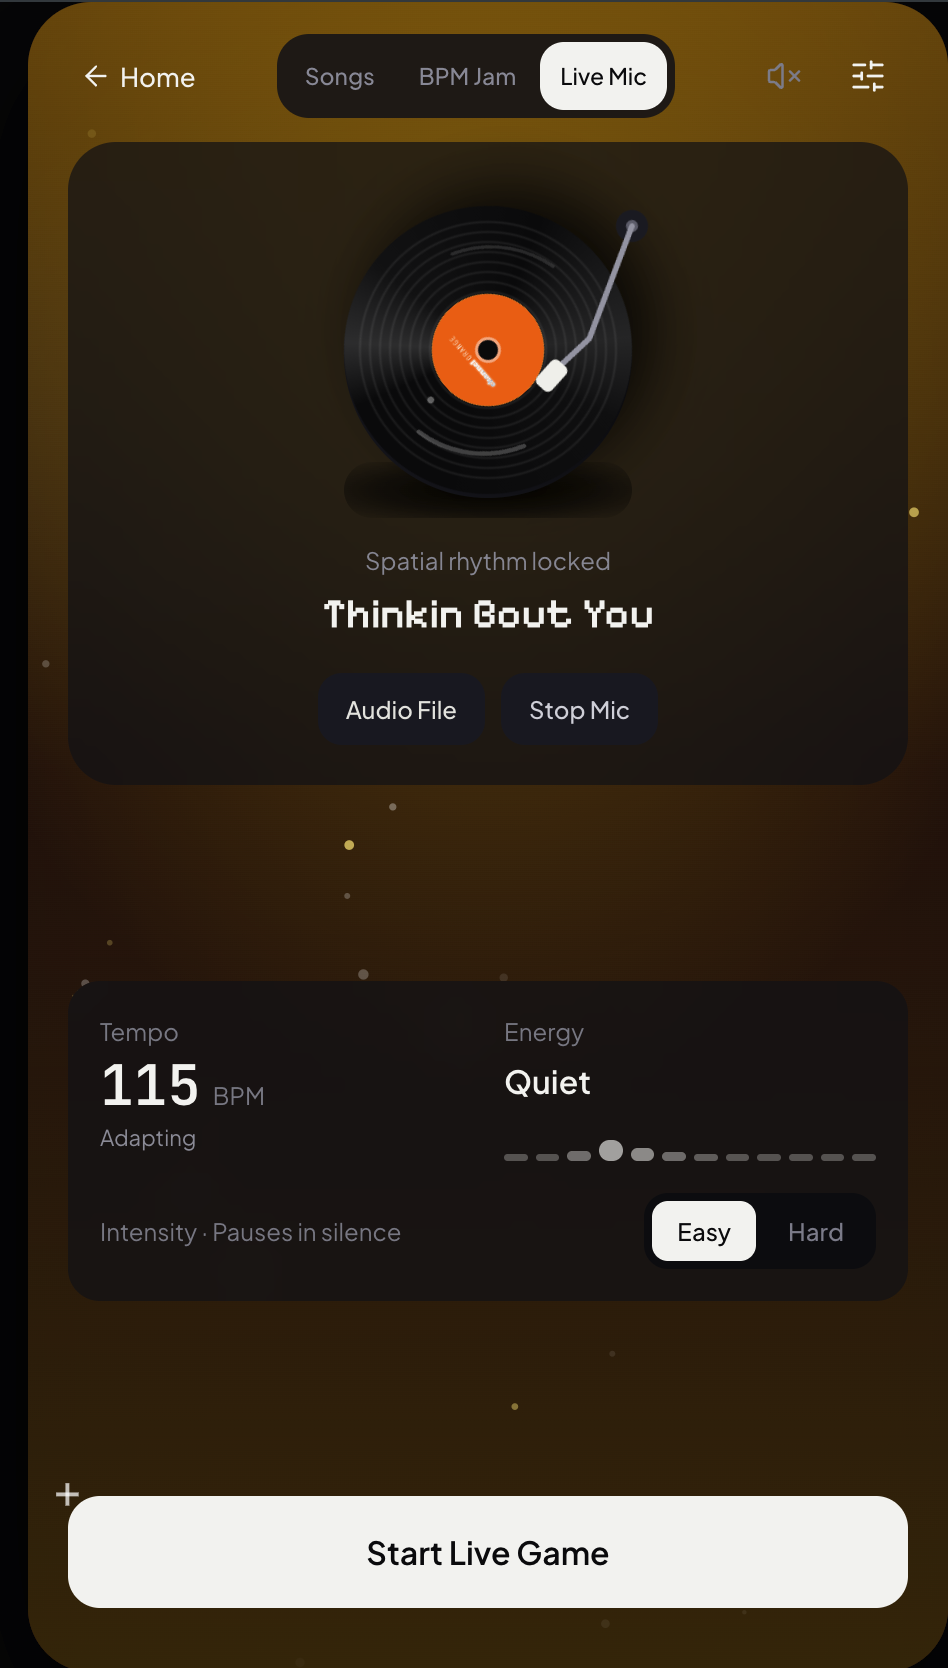 Home
Songs
BPM Jam
Live Mic
ORANGE
Spatial rhythm locked
Thinkin Bout You
Audio File
Stop Mic
Tempo
Energy
115 BPM
Quiet
Adapting
Intensity · Pauses in silence
Easy
Hard
Start Live Game